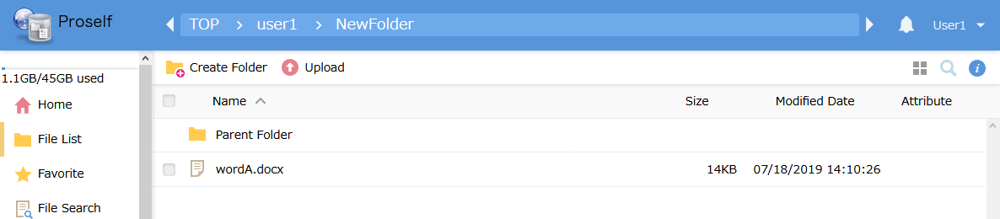 Proself
TOP > user1 > NewFolder
User1
1.1GB/45GB used
Home
File List
Favorite
File Search
Create Folder Upload
i
Name Size Modified Date Attribute
Parent Folder
wordA.docx 14KB 07/18/2019 14:10:26